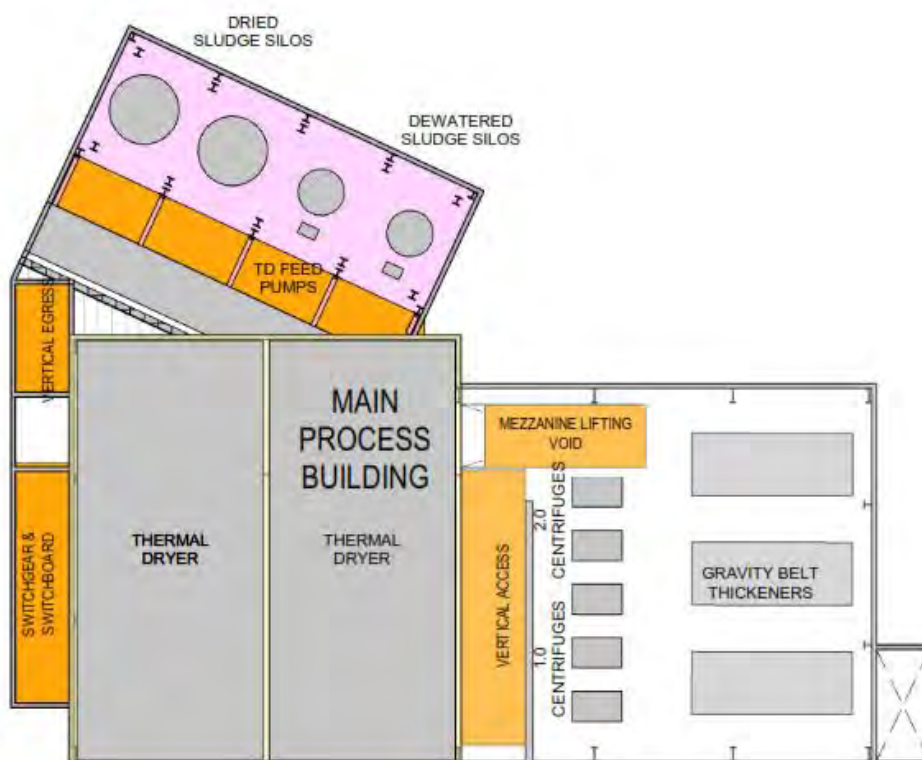 DRIED
SLUDGE SILOS
DEWATERED
SLUDGE SILOS
TD FEED
PUMPS
VERTICAL EGRESS
MAIN
PROCESS
BUILDING
MEZZANINE LIFTING
VOID
SWITCHGEAR &
SWITCHBOARD
THERMAL
DRYER
THERMAL
DRYER
VERTICAL ACCESS
2.0
CENTRIFUGES
1.0
CENTRIFUGES
GRAVITY BELT
THICKENERS